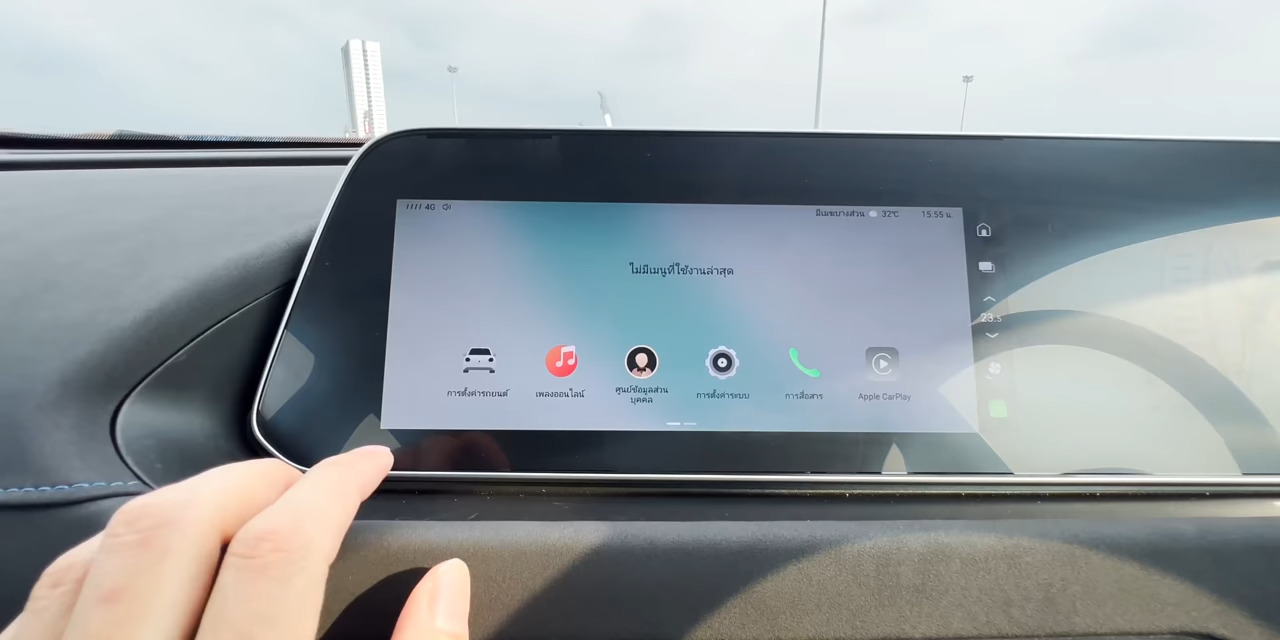 4G
มีเมฆบางส่วน 32℃ 15:55 น.
ไม่มีเมนูที่ใช้งานล่าสุด
23.5
การตั้งค่ารถยนต์
เพลงออนไลน์
ศูนย์ข้อมูลส่วน
บุคคล
การตั้งค่าระบบ
การสื่อสาร
Apple CarPlay